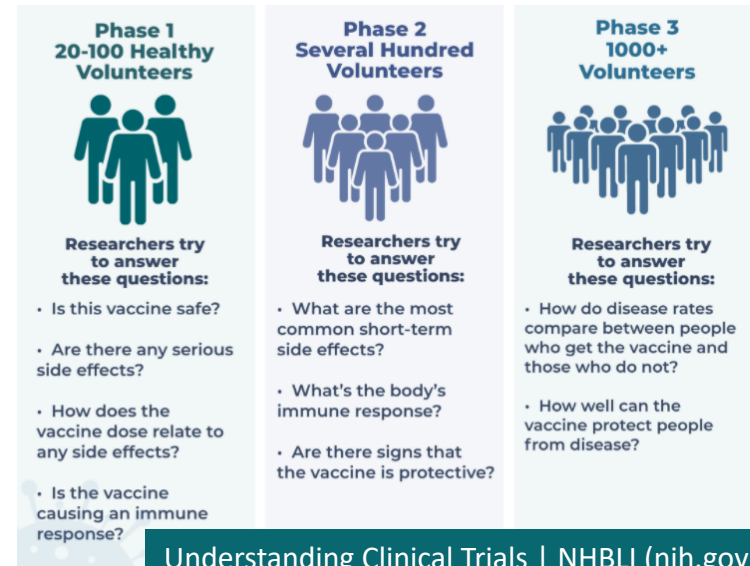 Phase 1
20-100 Healthy
Volunteers
Researchers try
to answer
these questions:
• Is this vaccine safe?
• Are there any serious
side effects?
• How does the
vaccine dose relate to
any side effects?
• Is the vaccine
causing an immune
response?
Phase 2
Several Hundred
Volunteers
Researchers try
to answer
these questions:
• What are the most
common short-term
side effects?
• What's the body's
immune response?
• Are there signs that
the vaccine is protective?
Phase 3
1000+
Volunteers
Researchers try
to answer
these questions:
• How do disease rates
compare between people
who get the vaccine and
those who do not?
• How well can the
vaccine protect people
from disease?
Understanding Clinical Trials | NHBLI (nih.gov